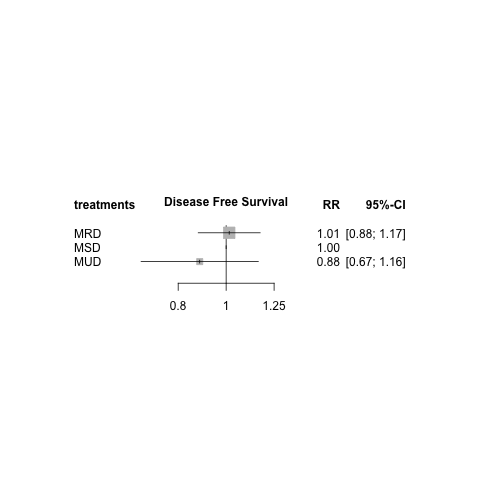 treatments Disease Free Survival RR 95%-CI
MRD 1.01 [0.88; 1.17]
MSD 1.00
MUD 0.88 [0.67; 1.16]
0.8 1 1.25